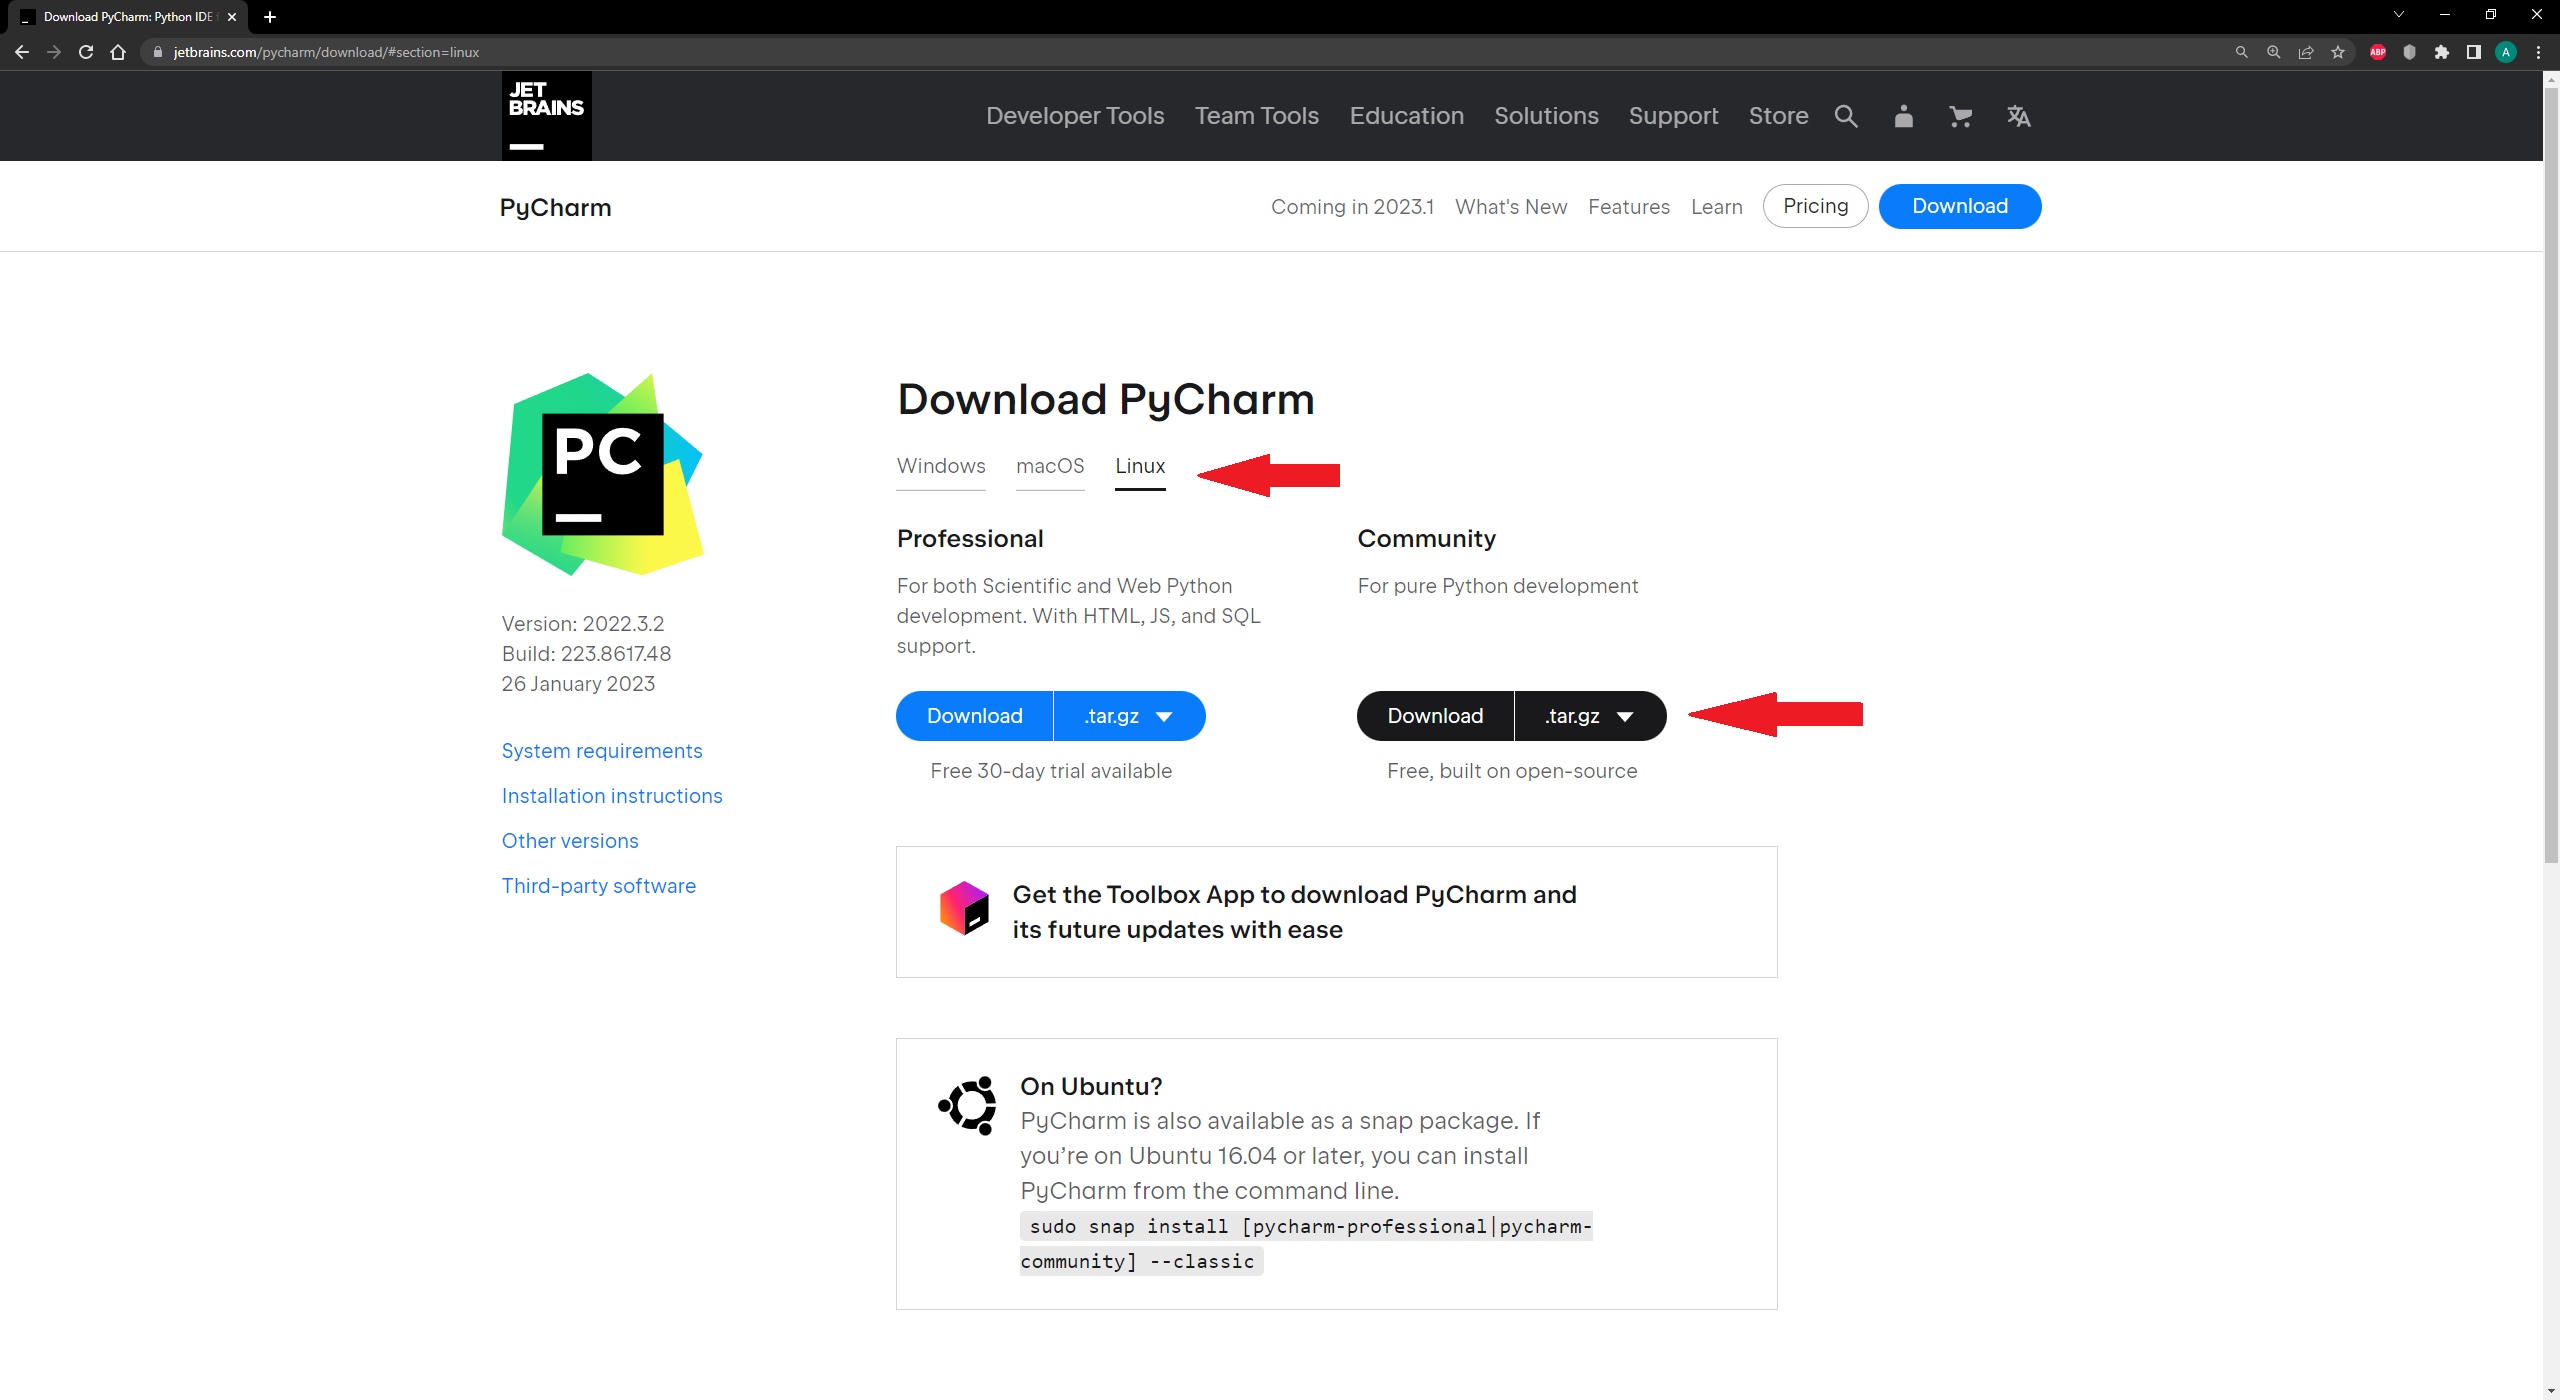 Download PyCharm: Python IDE
jetbrains.com/pycharm/download/#section=linux
ABP
A
JET
BRAINS
Developer Tools Team Tools Education Solutions Support Store
PyCharm
Coming in 2023.1 What's New Features Learn Pricing Download
PC
Version: 2022.3.2
Build: 223.8617.48
26 January 2023
System requirements
Installation instructions
Other versions
Third-party software
Download PyCharm
Windows macOS Linux
Professional
For both Scientific and Web Python
development. With HTML, JS, and SQL
support.
Download .tar.gz
Free 30-day trial available
Community
For pure Python development
Download .tar.gz
Free, built on open-source
Get the Toolbox App to download PyCharm and
its future updates with ease
On Ubuntu?
PyCharm is also available as a snap package. If
you’re on Ubuntu 16.04 or later, you can install
PyCharm from the command line.
sudo snap install [pycharm-professional|pycharm-
community] --classic